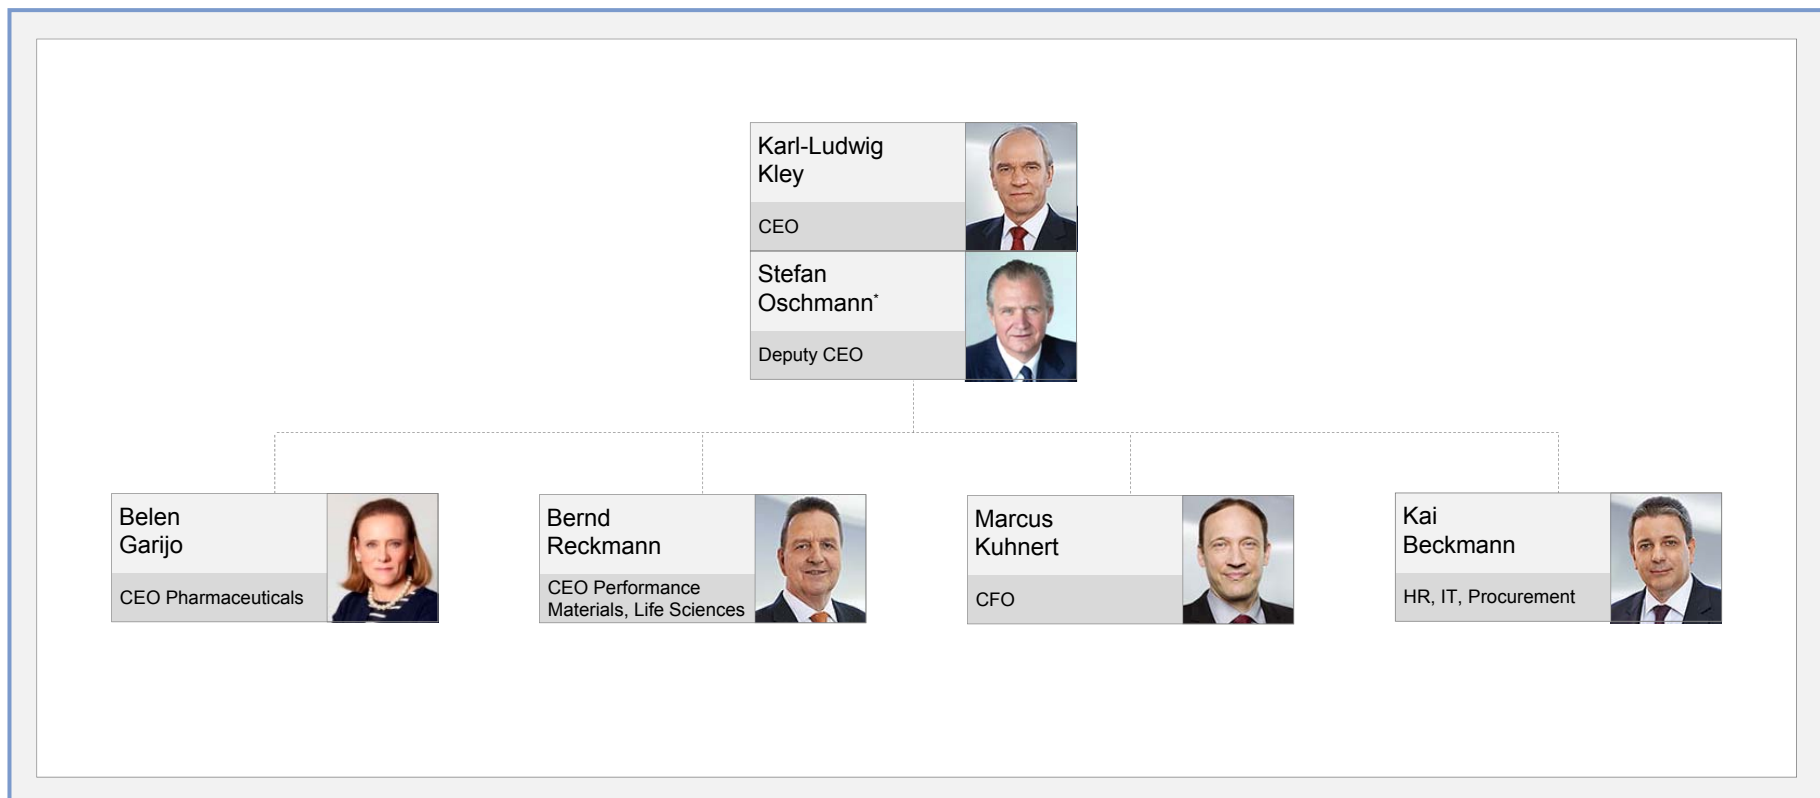 Karl-Ludwig
Kley
CEO
Stefan
Oschmann*
Deputy CEO
Belen
Garijo
CEO Pharmaceuticals
Bernd
Reckmann
CEO Performance
Materials, Life Sciences
Marcus
Kuhnert
CFO
Kai
Beckmann
HR, IT, Procurement